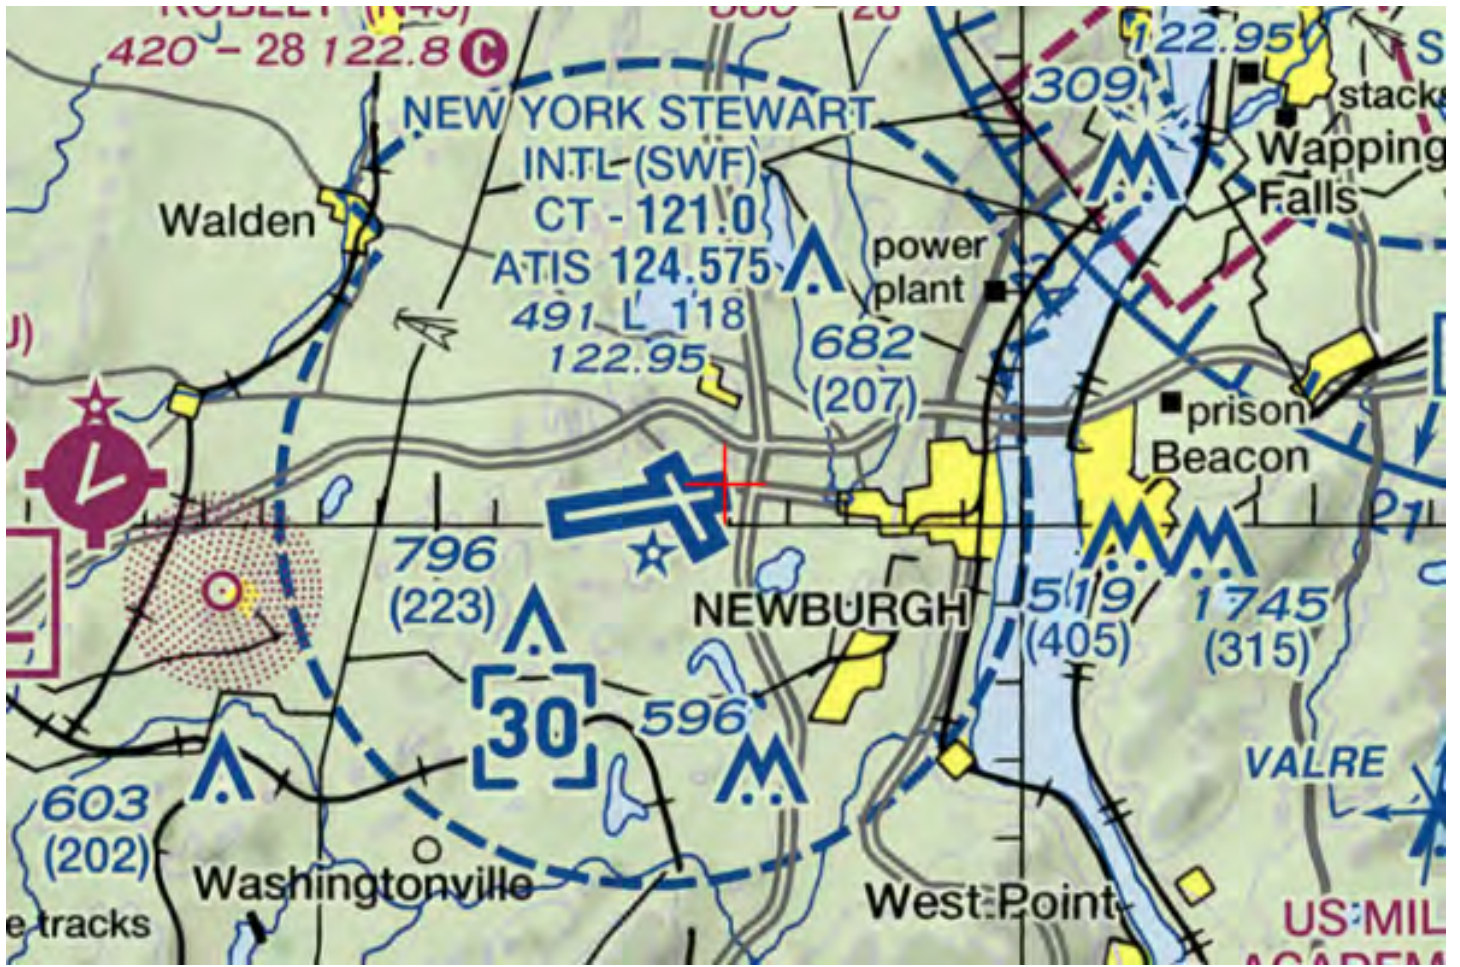 420 - 28 122.8 C
122.95
309
stacks
NEW YORK STEWART
INTL (SWF)
CT - 121.0
ATIS 124.575
491 L 118
122.95
Wapping
Falls
Walden
power
plant
682
(207)
prison
Beacon
21
796
(223)
NEWBURGH
519
(405)
1745
(315)
30
596
VALRE
603
(202)
Washingtonville
West Point
e tracks
US MIL